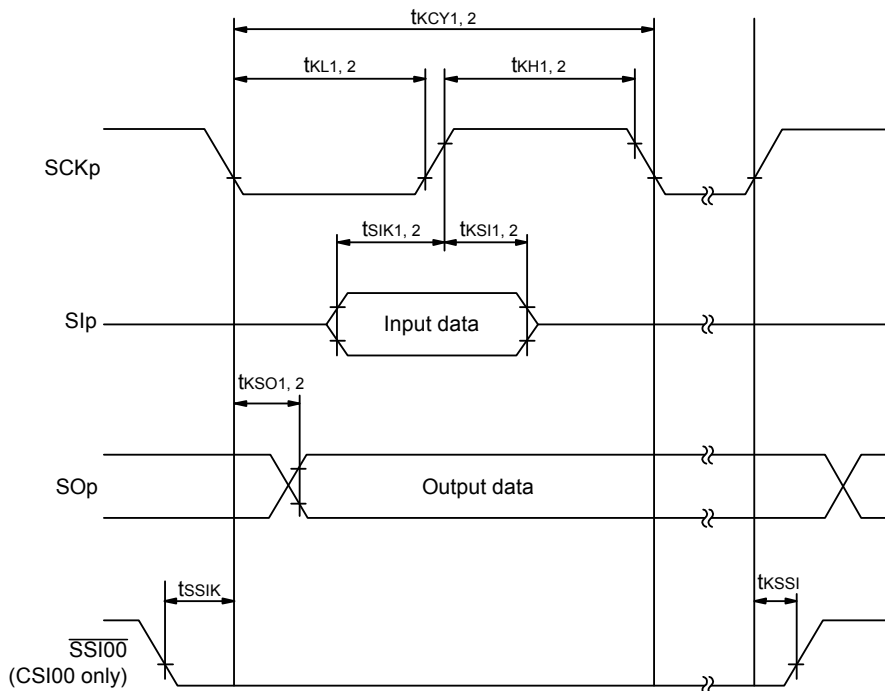 tKCY1, 2
tKL1, 2
tKH1, 2
SCKp
tSIK1, 2
tKSI1, 2
SIp
Input data
tKSO1, 2
SOp
Output data
tSSIK
tKSSI
SSI00
(CSI00 only)